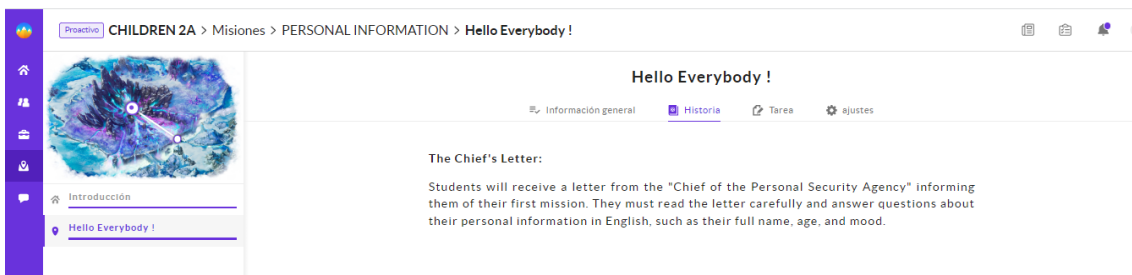 Proactivo CHILDREN 2A > Misiones > PERSONAL INFORMATION > Hello Everybody !
Hello Everybody !
Información general Historia Tarea ajustes
The Chief's Letter:
Students will receive a letter from the "Chief of the Personal Security Agency" informing
them of their first mission. They must read the letter carefully and answer questions about
their personal information in English, such as their full name, age, and mood.
Introducción
Hello Everybody !